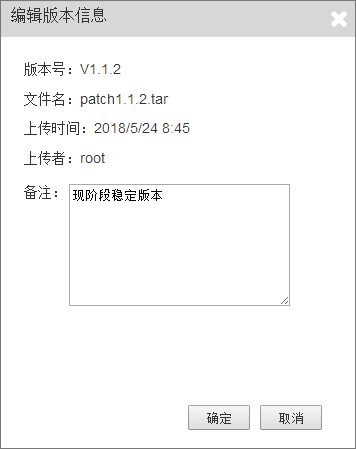 编辑版本信息
版本号：V1.1.2
文件名：patch1.1.2.tar
上传时间：2018/5/24 8:45
上传者：root
备注：
现阶段稳定版本
确定 取消